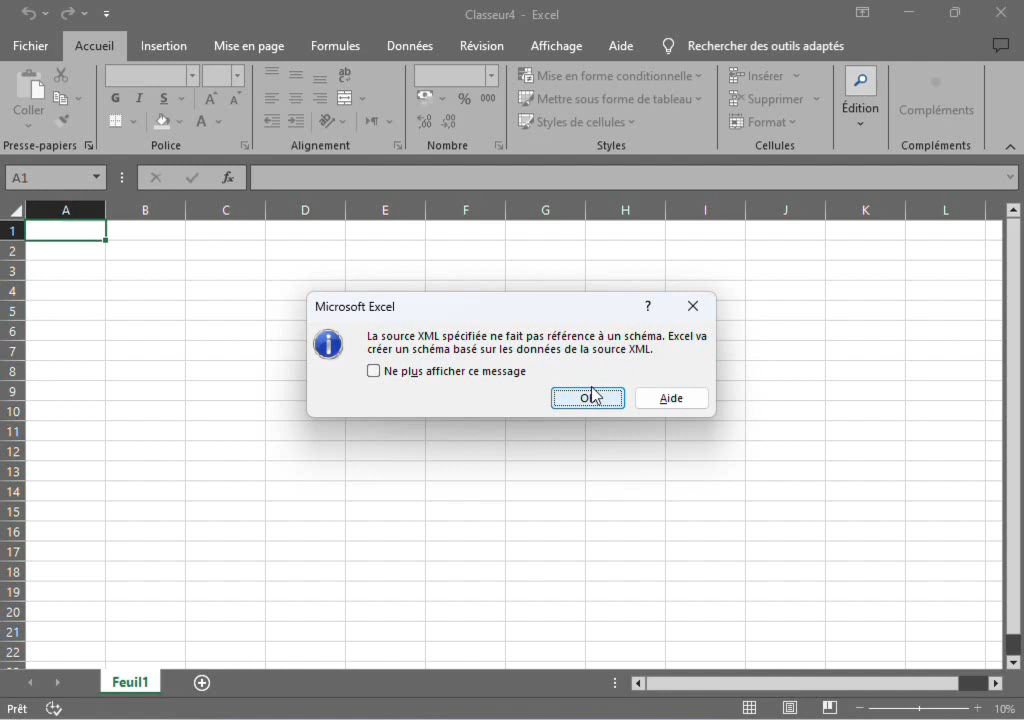 Classeur4 - Excel
Fichier Accueil Insertion Mise en page Formules Données Révision Affichage Aide Rechercher des outils adaptés
Coller
Presse-papiers
G I S A A
A
Police
ab
Alignement
% 000
,00
Nombre
Mise en forme conditionnelle
Mettre sous forme de tableau
Styles de cellules
Styles
Insérer
Supprimer
Format
Cellules
Édition
Compléments
Compléments
A1
fx
A B C D E F G H I J K L
1
2
3
4
5
6
7
8
9
10
11
12
13
14
15
16
17
18
19
20
21
22
Microsoft Excel ?
La source XML spécifiée ne fait pas référence à un schéma. Excel va
créer un schéma basé sur les données de la source XML.
Ne plus afficher ce message
Aide
Feuil1
Prêt
10%